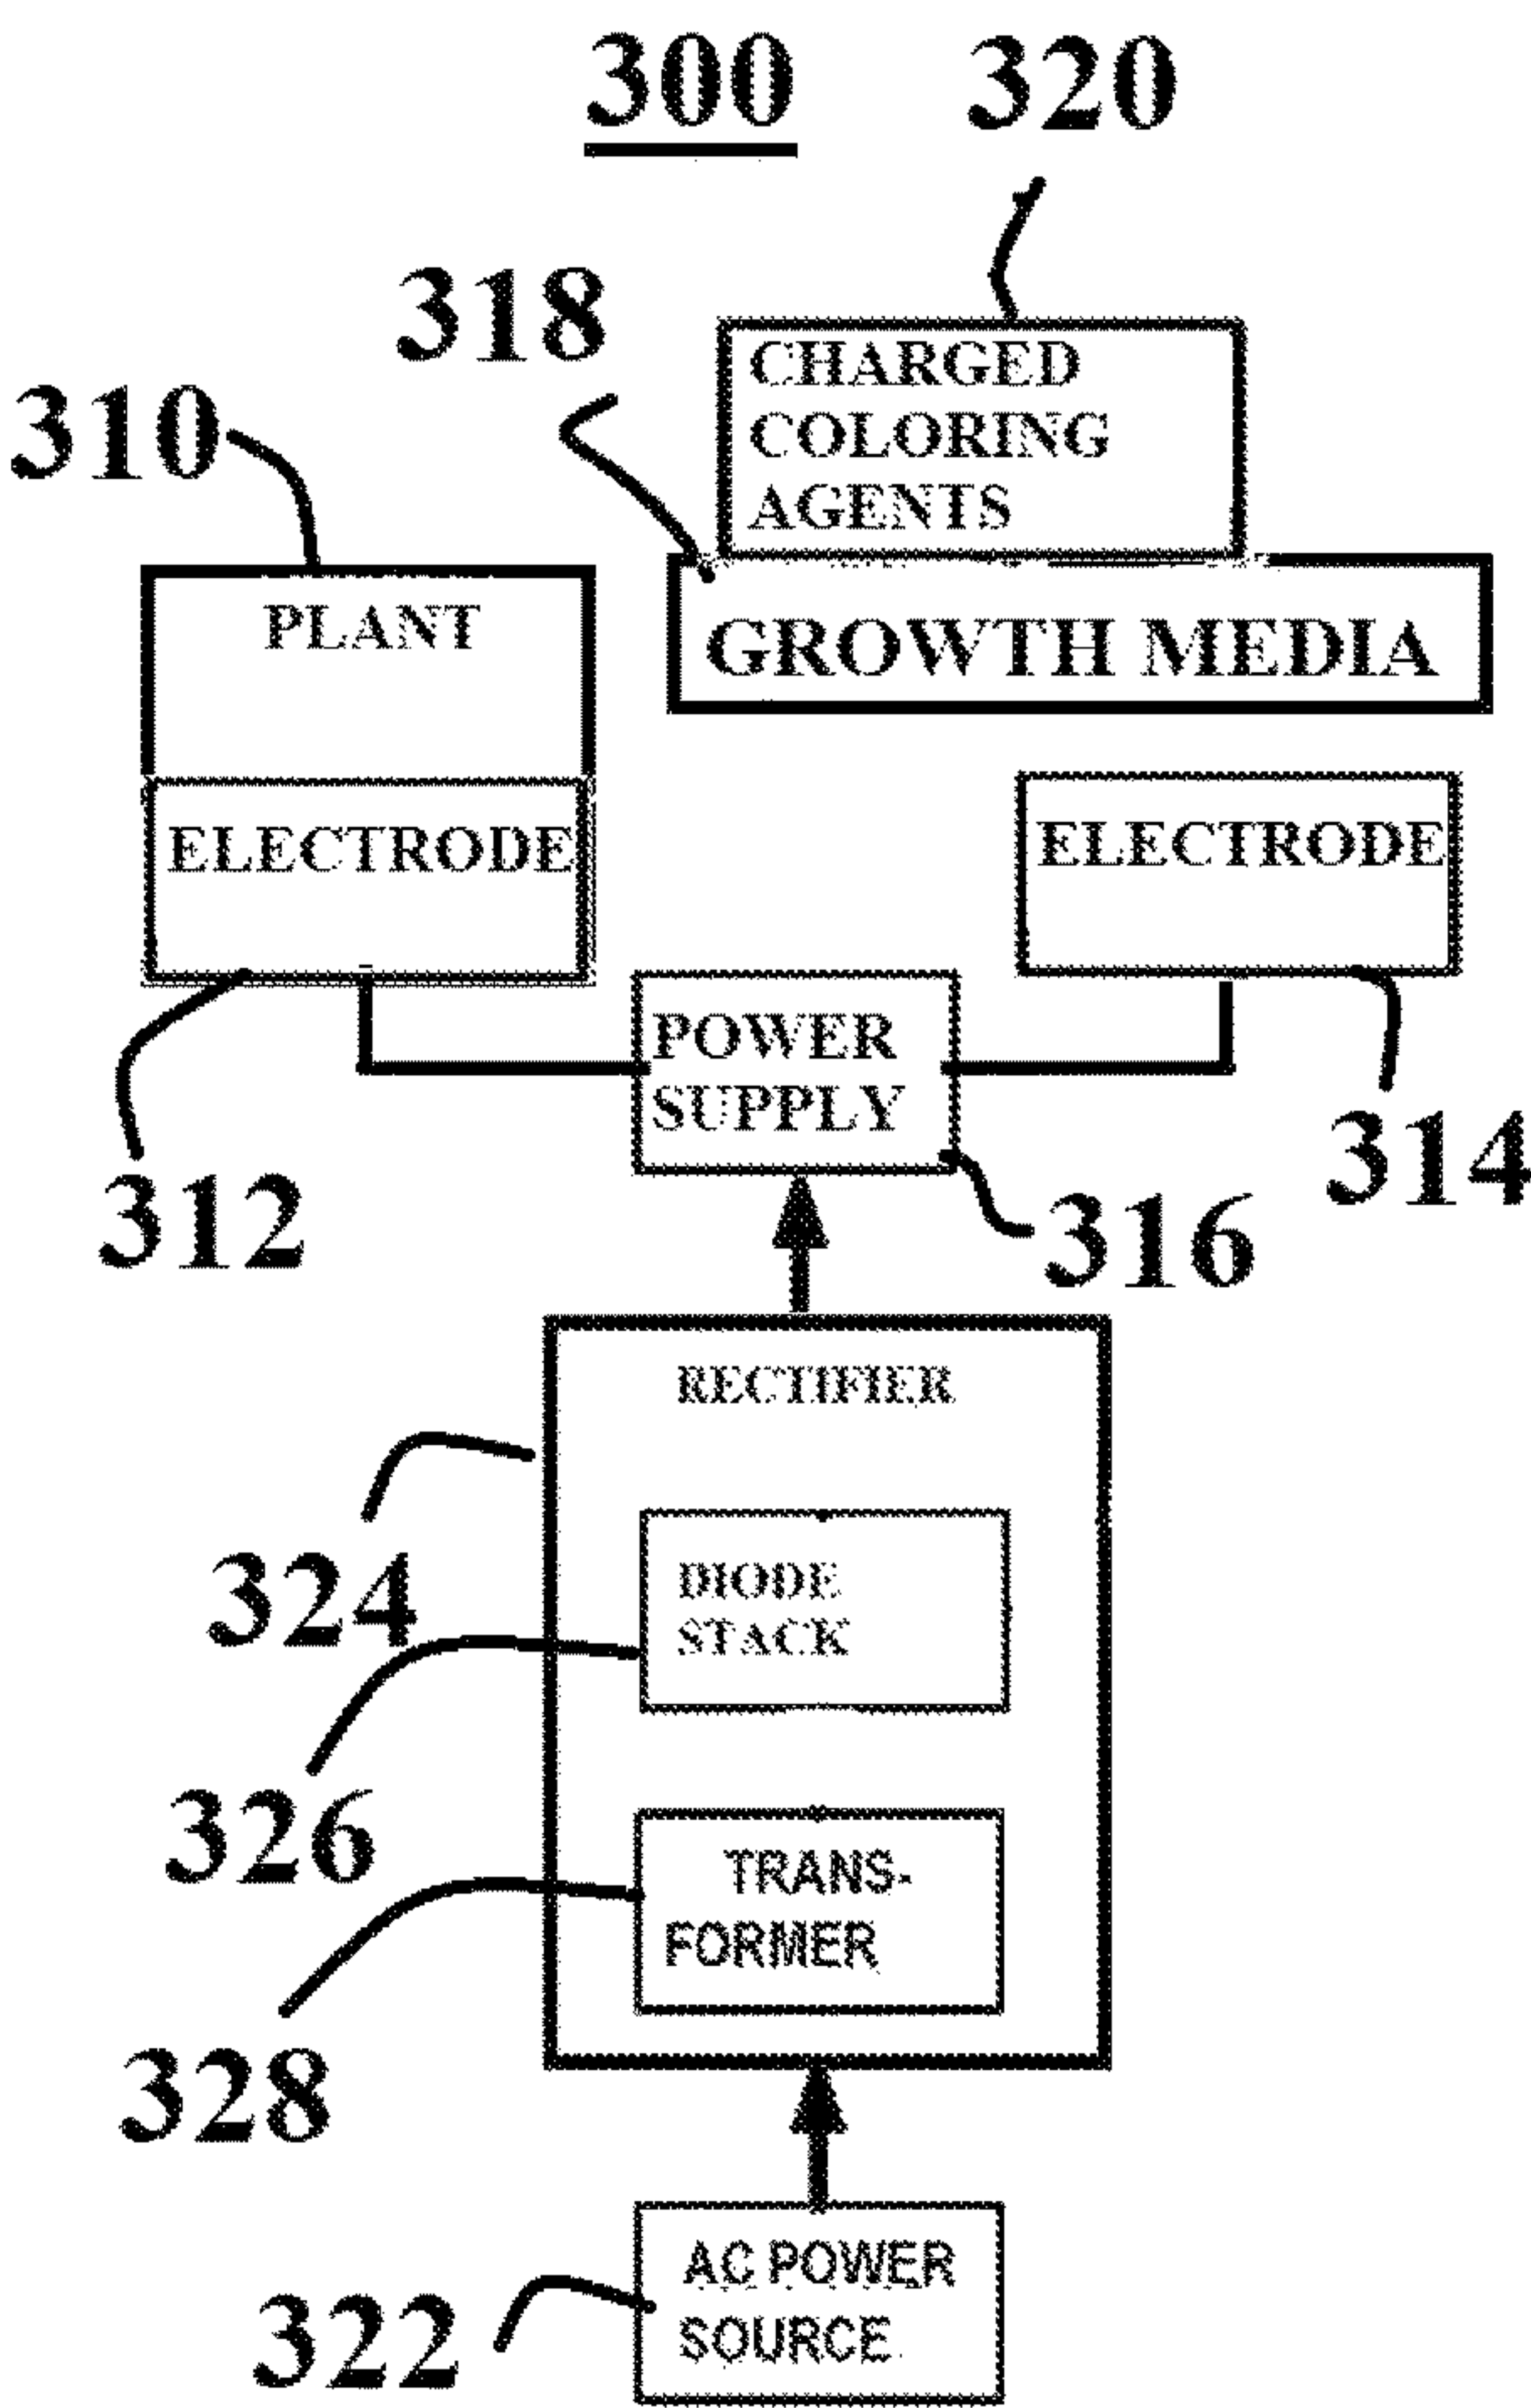 300
320
318
310
CHARGED
COLORING
AGENTS
PLANT
GROWTH MEDIA
ELECTRODE
ELECTRODE
POWER
SUPPLY
314
312
316
RECTIFIER
324
DIODE
STACK
326
TRANS-
FORMER
328
AC POWER
SOURCE
322